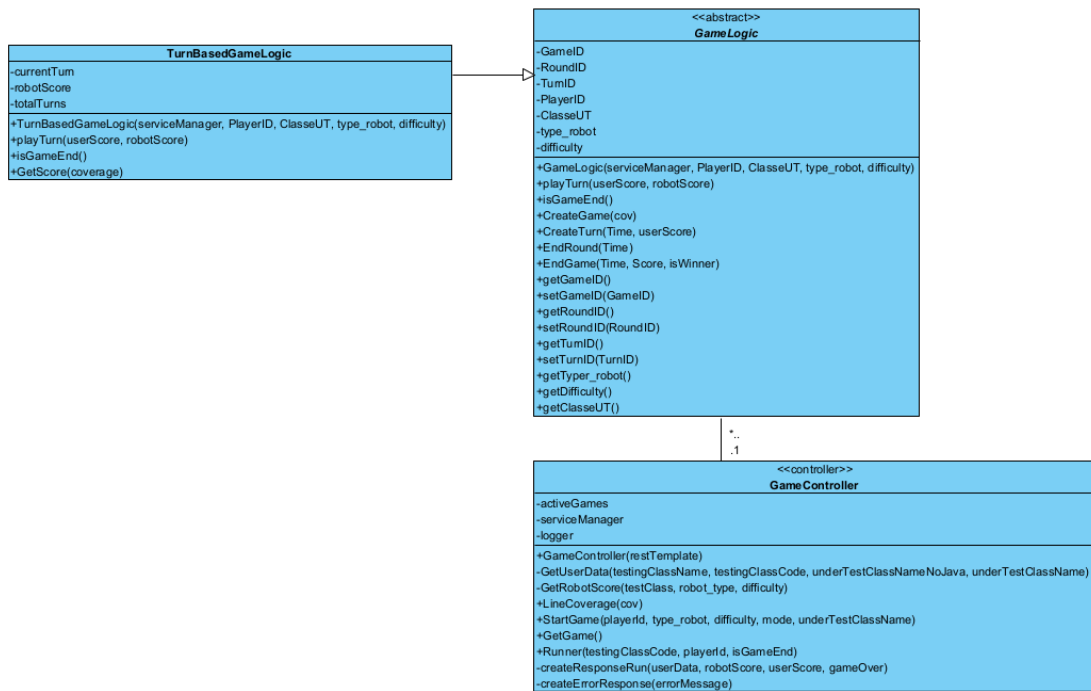 TurnBasedGameLogic
-currentTurn
-robotScore
-totalTurns
+TurnBasedGameLogic(serviceManager, PlayerID, ClasseUT, type_robot, difficulty)
+playTurn(userScore, robotScore)
+isGameEnd()
+GetScore(coverage)
<<abstract>>
GameLogic
-GameID
-RoundID
-TurnID
-PlayerID
-ClasseUT
-type_robot
-difficulty
+GameLogic(serviceManager, PlayerID, ClasseUT, type_robot, difficulty)
+playTurn(userScore, robotScore)
+isGameEnd()
+CreateGame(cov)
+CreateTurn(Time, userScore)
+EndRound(Time)
+EndGame(Time, Score, isWinner)
+getGameID()
+setGameID(GameID)
+getRoundID()
+setRoundID(RoundID)
+getTurnID()
+setTurnID(TurnID)
+getTyper_robot()
+getDifficulty()
+getClasseUT()
*..
.1
<<controller>>
GameController
-activeGames
-serviceManager
-logger
+GameController(restTemplate)
-GetUserData(testingClassName, testingClassCode, underTestClassNameNoJava, underTestClassName)
-GetRobotScore(testClass, robot_type, difficulty)
+LineCoverage(cov)
+StartGame(playerId, type_robot, difficulty, mode, underTestClassName)
+GetGame()
+Runner(testingClassCode, playerId, isGameEnd)
-createResponseRun(userData, robotScore, userScore, gameOver)
-createErrorResponse(errorMessage)